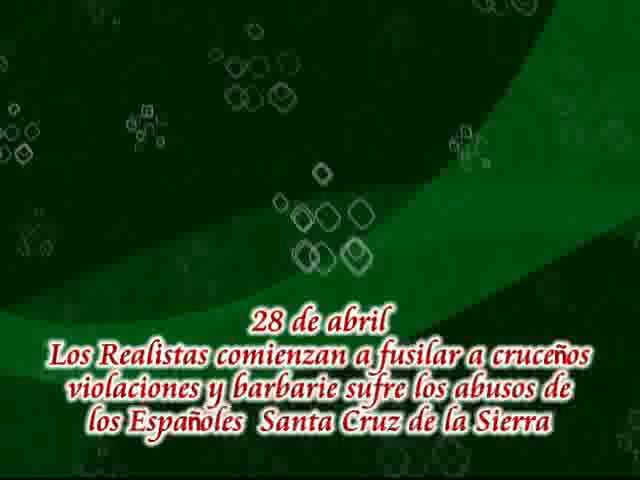 28 de abril
Los Realistas comienzan a fusilar a cruceños
violaciones y barbarie sufre los abusos de
los Españoles Santa Cruz de la Sierra